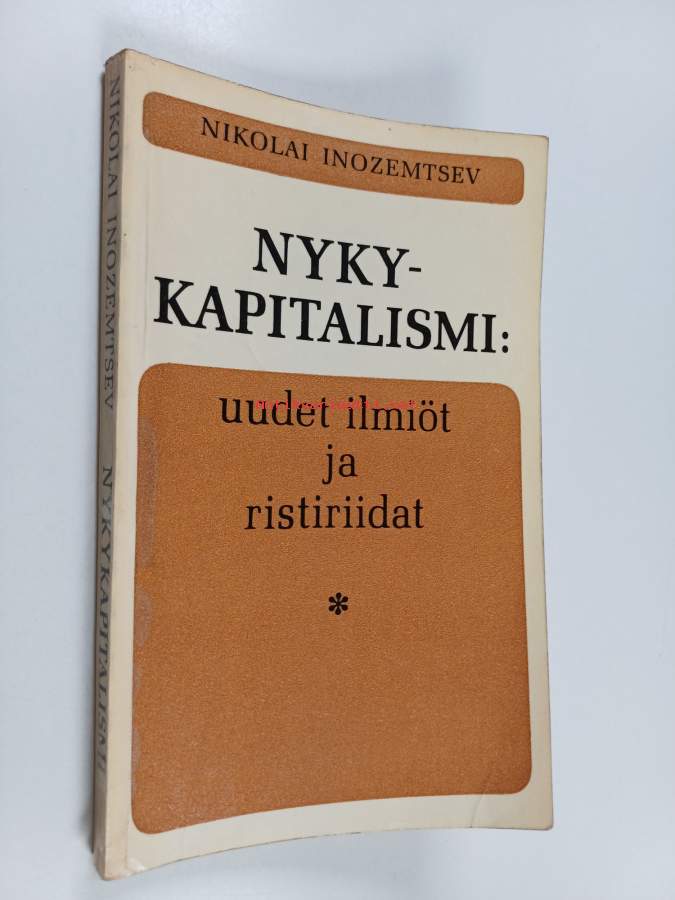 NIKOLAI INOZEMTSEV
NYKY-
KAPITALISMI:
uudet ilmiöt
ja
ristiriidat
*
NIKOLAI INOZEMTSEV NYKYKAPITALISMI